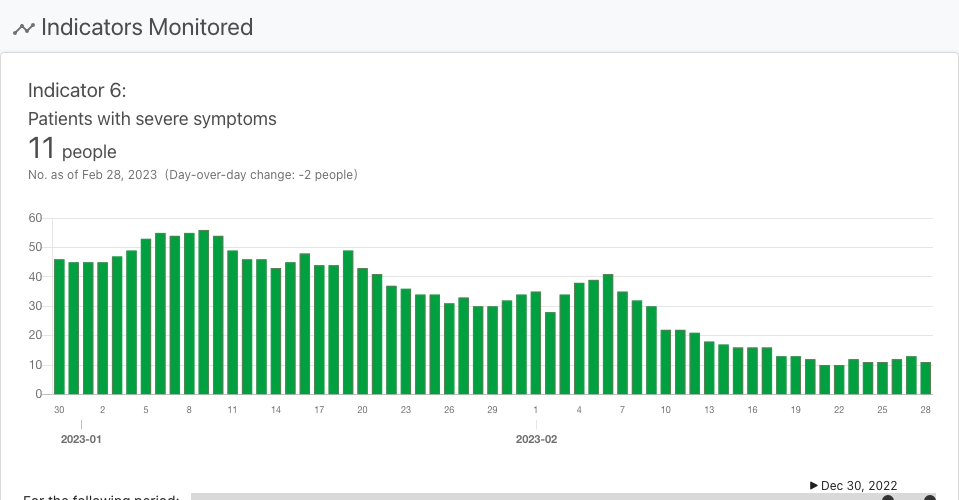 Indicators Monitored
Indicator 6:
Patients with severe symptoms
11 people
No. as of Feb 28, 2023 (Day-over-day change: -2 people)
60
50
40
30
20
10
0
30 2 5 8 11 14 17 20 23 26 29 1 4 7 10 13 16 19 22 25 28
2023-01 2023-02
▶ Dec 30, 2022
For the following period: